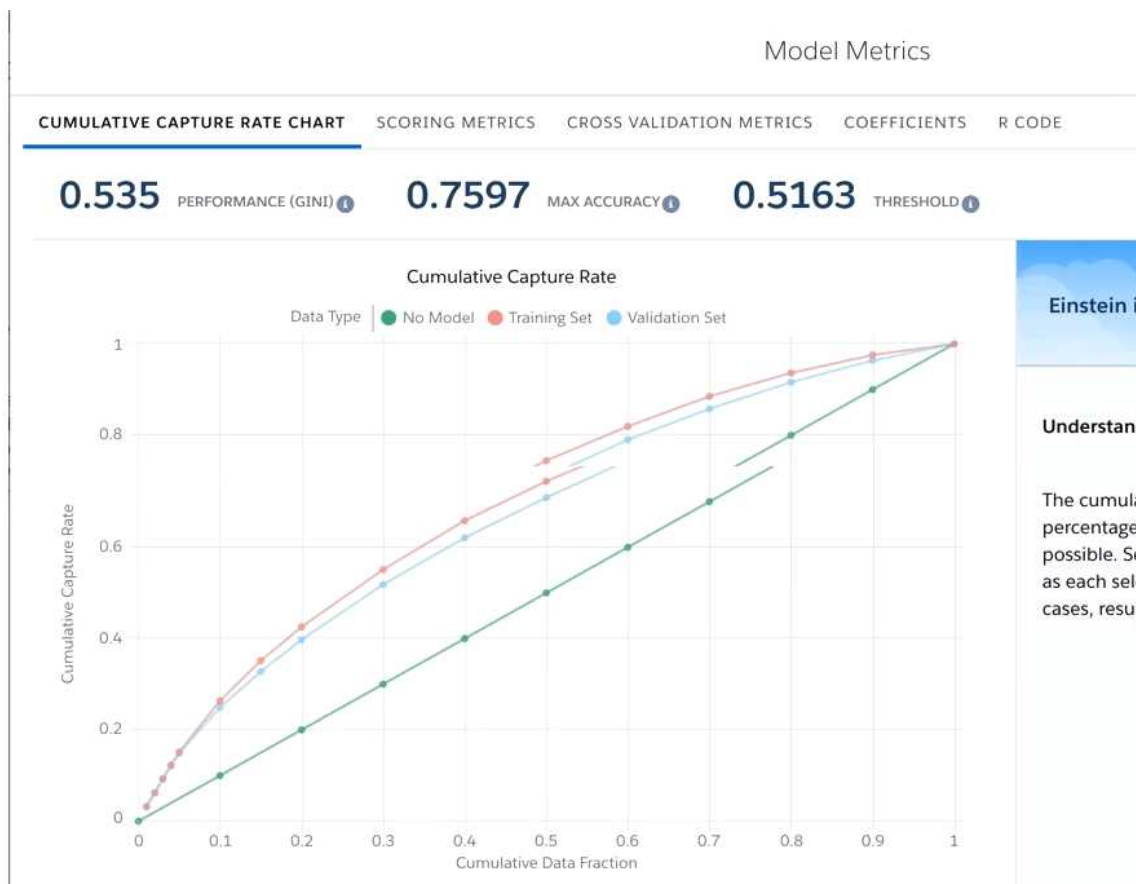 Model Metrics
CUMULATIVE CAPTURE RATE CHART SCORING METRICS CROSS VALIDATION METRICS COEFFICIENTS R CODE
0.535 PERFORMANCE (GINI) 0.7597 MAX ACCURACY 0.5163 THRESHOLD
Cumulative Capture Rate
Data Type No Model Training Set Validation Set
Einstein i
1
0.8
0.6
0.4
0.2
0
Cumulative Capture Rate
0 0.1 0.2 0.3 0.4 0.5 0.6 0.7 0.8 0.9 1
Cumulative Data Fraction
Understan
The cumula
percentage
possible. Se
as each sel
cases, resu